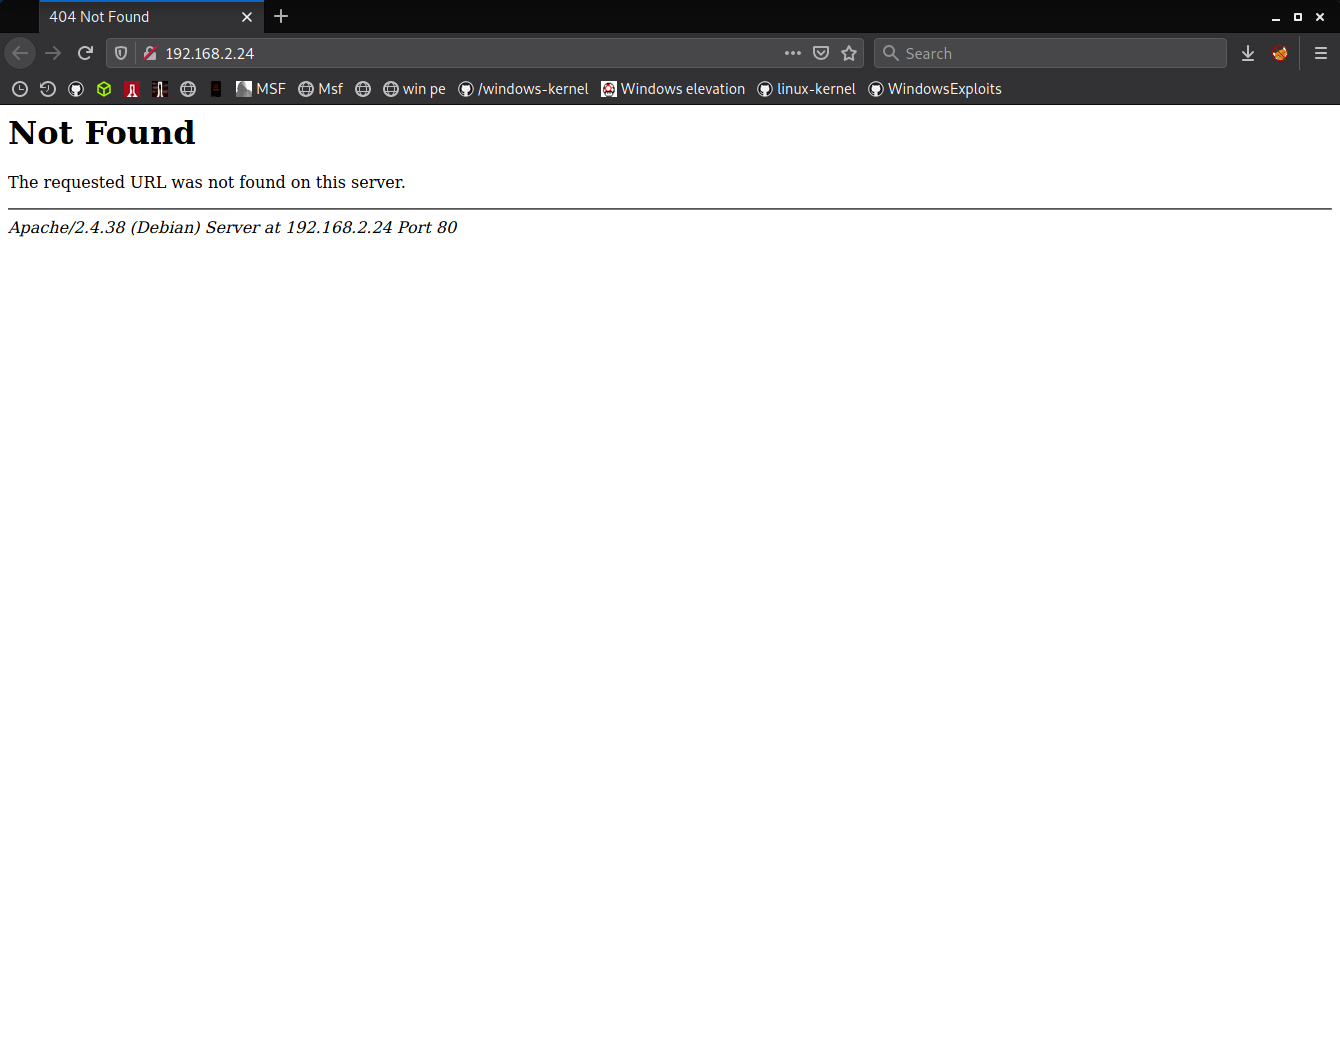 404 Not Found
192.168.2.24
Search
MSF Msf win pe /windows-kernel Windows elevation linux-kernel WindowsExploits
Not Found
The requested URL was not found on this server.
Apache/2.4.38 (Debian) Server at 192.168.2.24 Port 80